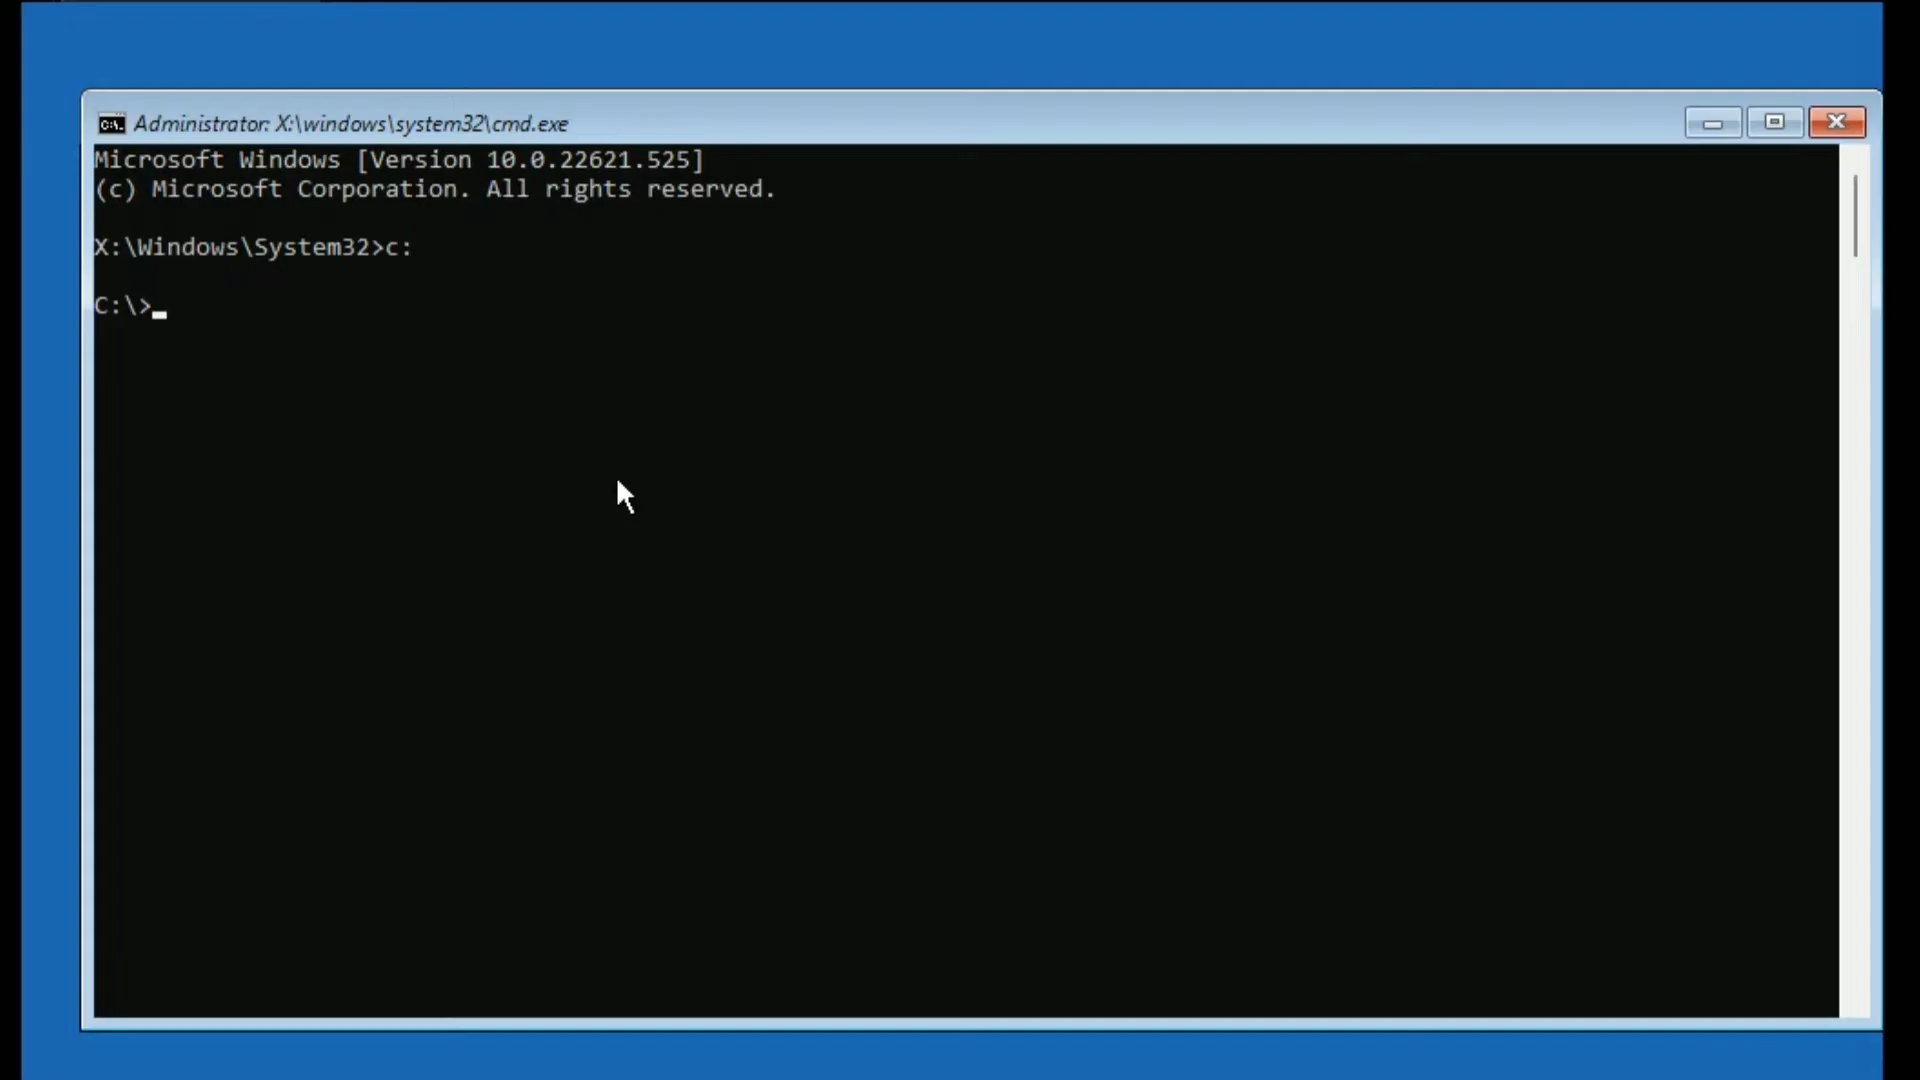 Administrator: X:\windows\system32\cmd.exe
Microsoft Windows [Version 10.0.22621.525]
(c) Microsoft Corporation. All rights reserved.
X:\Windows\System32>c:
C:\>